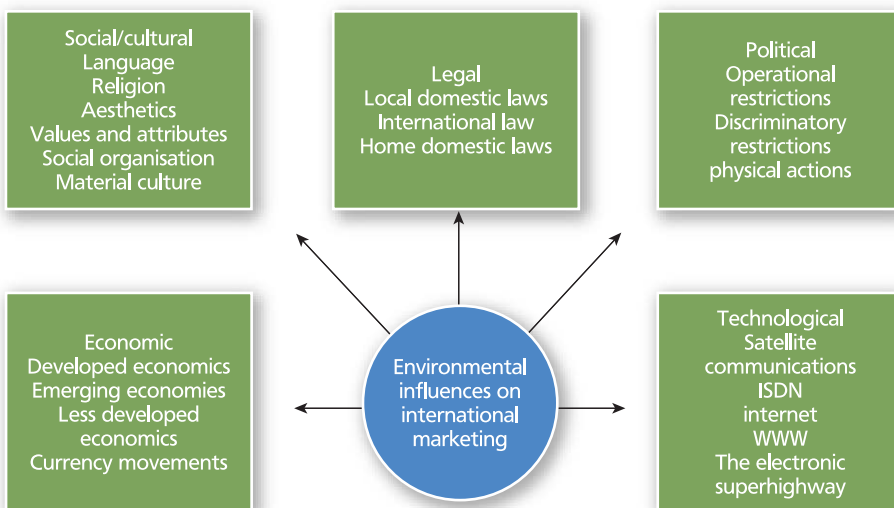 Social/cultural
Language
Religion
Aesthetics
Values and attributes
Social organisation
Material culture
Legal
Local domestic laws
International law
Home domestic laws
Political
Operational
restrictions
Discriminatory
restrictions
physical actions
Economic
Developed economics
Emerging economies
Less developed
economics
Currency movements
Environmental
influences on
international
marketing
Technological
Satellite
communications
ISDN
internet
WWW
The electronic
superhighway